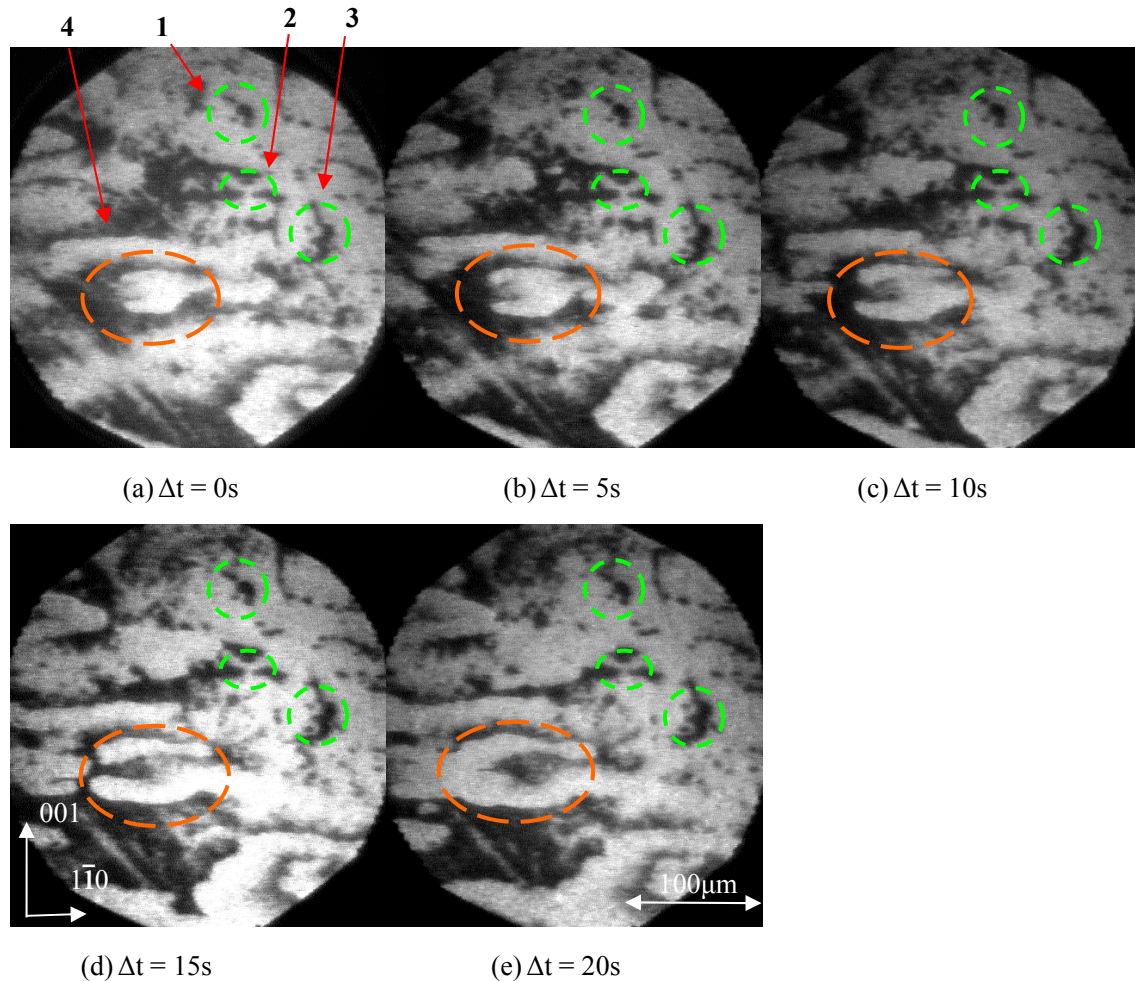 1 2 3
4
(a) Δt = 0s (b) Δt = 5s (c) Δt = 10s
001
11̅0
100μm
(d) Δt = 15s (e) Δt = 20s